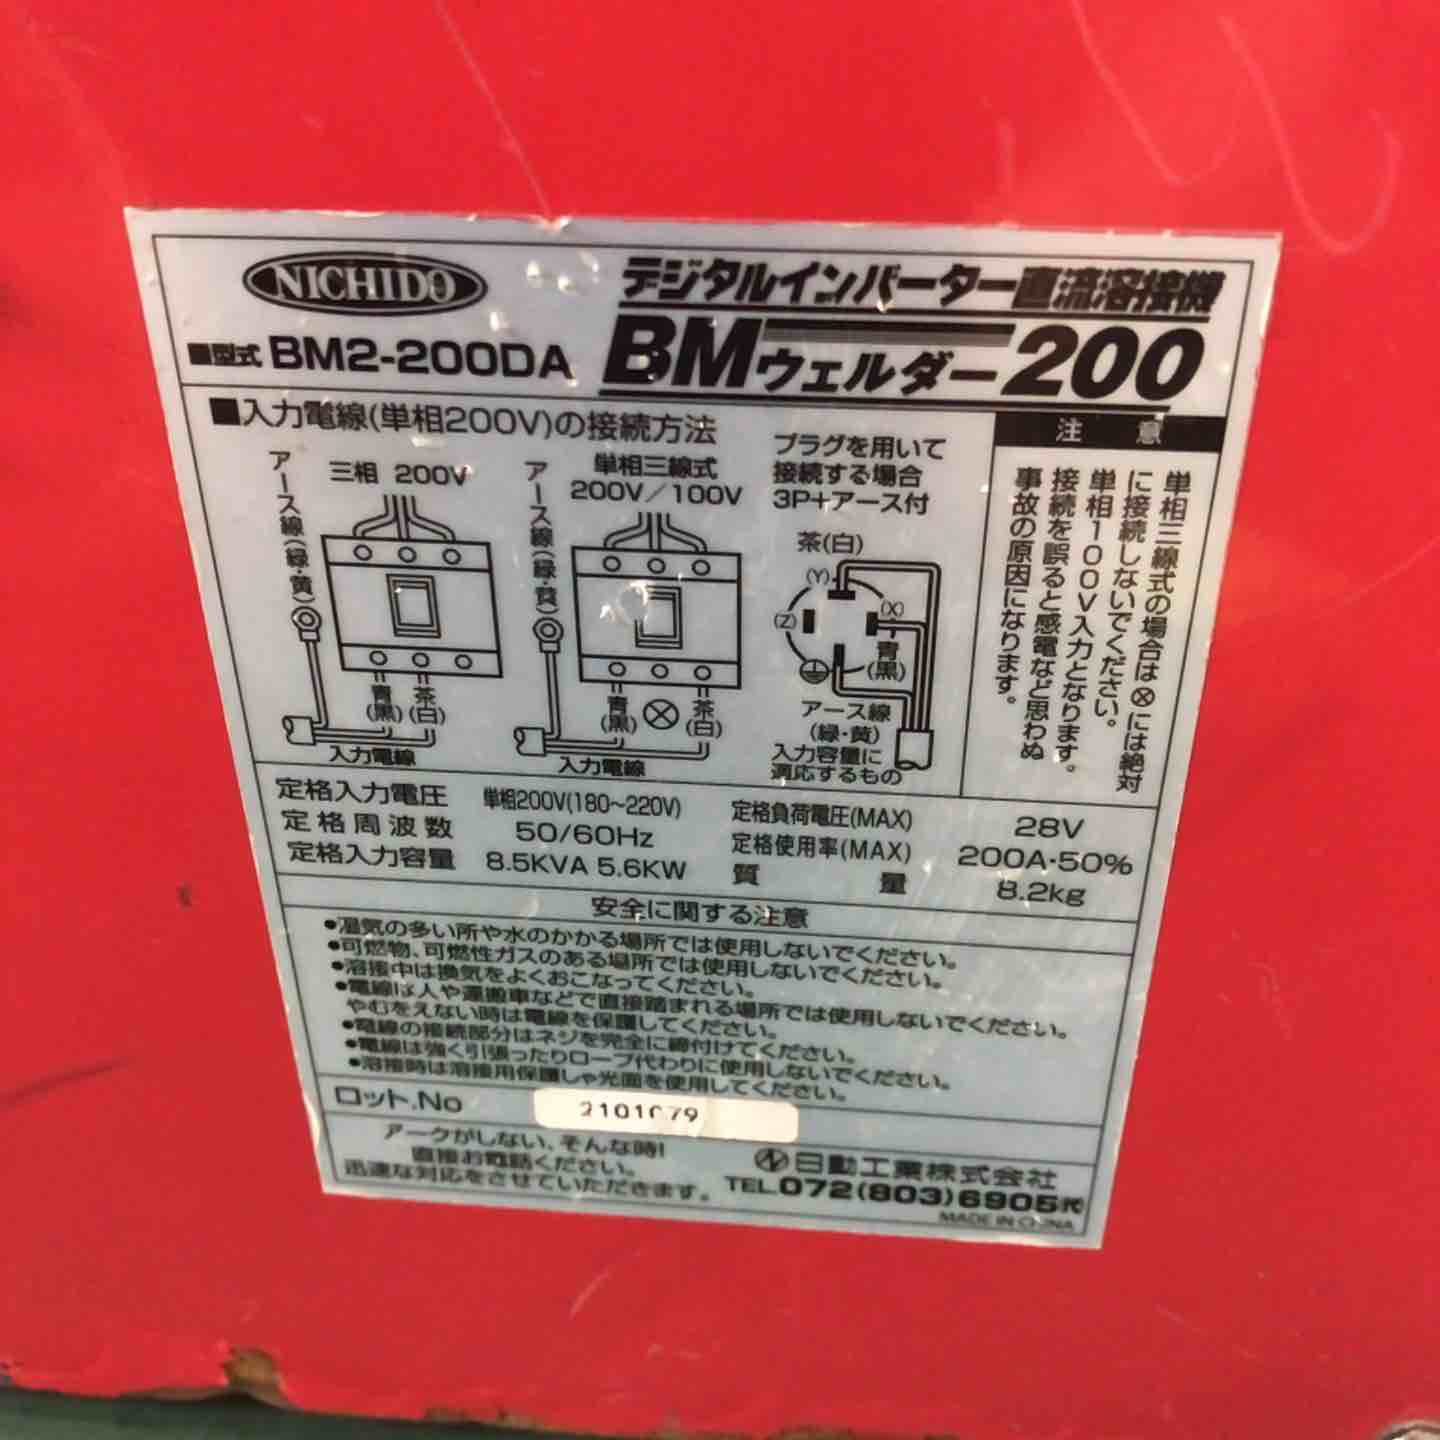 NICHIDO
デジタルインバーター直流溶接機
■型式 BM2-200DA
BMウェルダー200
■入力電線(単相200V)の接続方法
アース線(緑・黄)
三相 200V
青(黒)
茶(白)
入力電線
アース線(緑・黄)
単相三線式
200V/100V
青(黒)
茶(白)
入力電線
プラグを用いて
接続する場合
3P+アース付
茶(白)
(Y)
(Z)
(X)
青
(黒)
アース線
(緑・黄)
入力容量に
適応するもの
注 意
単相三線式の場合は⊗には絶対
に接続しないでください。
単相100V入力となります。
接続を誤ると感電など思わぬ
事故の原因になります。
定格入力電圧 単相200V(180~220V)
定格周波数 50/60Hz
定格入力容量 8.5KVA 5.6KW
定格負荷電圧(MAX) 28V
定格使用率(MAX) 200A・50%
質 量 8.2kg
安全に関する注意
●湿気の多い所や水のかかる場所では使用しないでください。
●可燃物、可燃性ガスのある場所では使用しないでください。
●溶接中は換気をよくおこなってください。
●電線は人や運搬車などで直接踏まれる場所では使用しないでください。
やむをえない時は電線を保護してください。
●電線の接続部分はネジを完全に締付けてください。
●電線は強く引張ったりロープ代わりに使用しないでください。
●溶接時は溶接用保護しゃ光面を使用してください。
ロット.No
アークがしない、そんな時!
直接お電話ください。
迅速な対応をさせていただきます。
日動工業株式会社
TEL.072(803)6905代
MADE IN CHINA